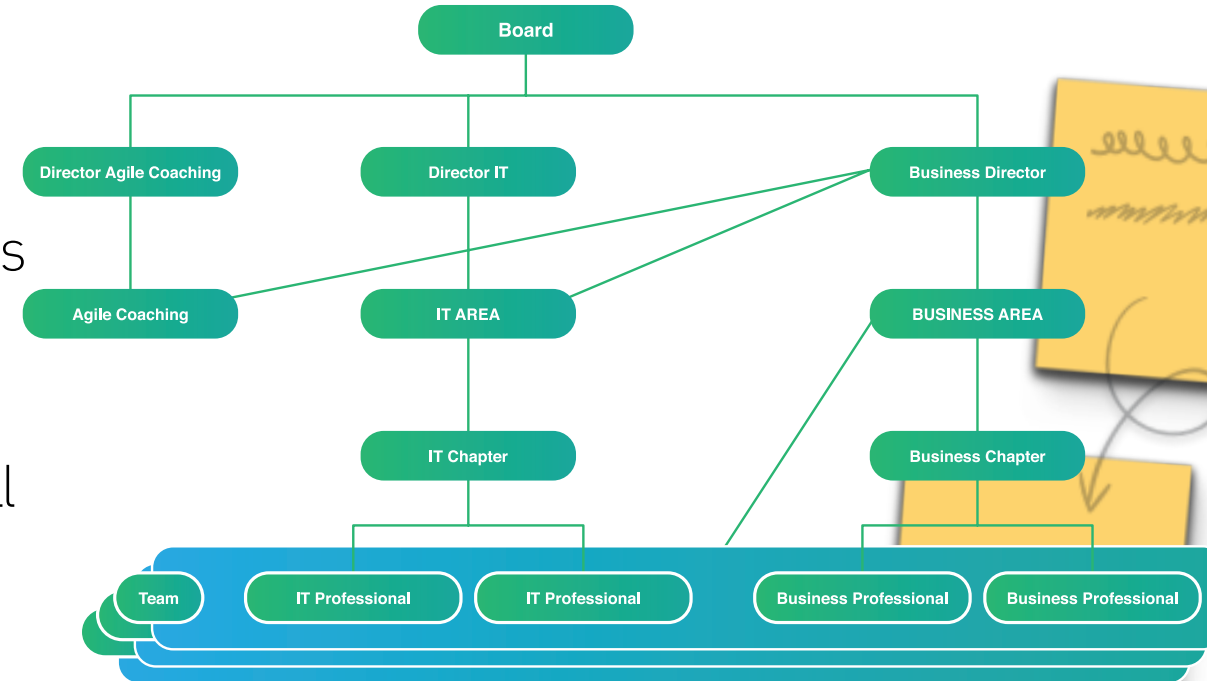 Board
Director Agile Coaching
Director IT
Business Director
s
Agile Coaching
IT AREA
BUSINESS AREA
IT Chapter
Business Chapter
Team
IT Professional
IT Professional
Business Professional
Business Professional